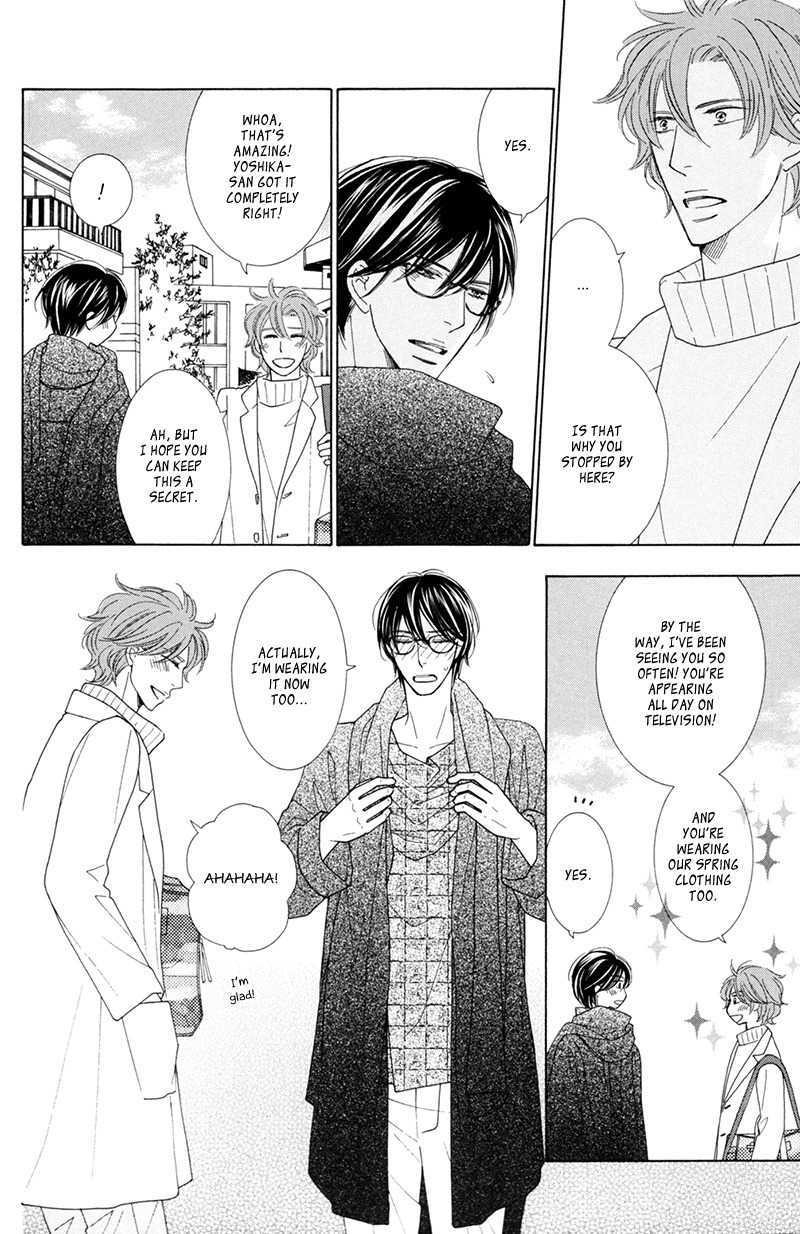 ...
IS THAT
WHY YOU
STOPPED BY
HERE?
YES.
WHOA,
THAT'S
AMAZING!
YOSHIKA-
SAN GOT IT
COMPLETELY
RIGHT!
!
AH, BUT
I HOPE YOU
CAN KEEP
THIS A
SECRET.
BY THE
WAY, I'VE BEEN
SEEING YOU SO
OFTEN! YOU'RE
APPEARING
ALL DAY ON
TELEVISION!
AND
YOU'RE
WEARING
OUR SPRING
CLOTHING
TOO.
YES.
ACTUALLY,
I'M WEARING
IT NOW
TOO...
AHAHAHA!
I'm
glad!